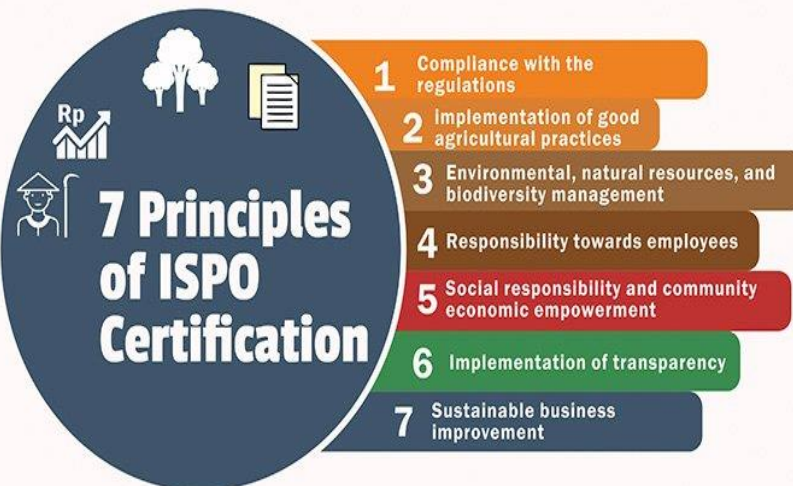 Rp
7 Principles
of ISPO
Certification
1 Compliance with the
regulations
2 Implementation of good
agricultural practices
3 Environmental, natural resources, and
biodiversity management
4 Responsibility towards employees
5 Social responsibility and community
economic empowerment
6 Implementation of transparency
7 Sustainable business
improvement